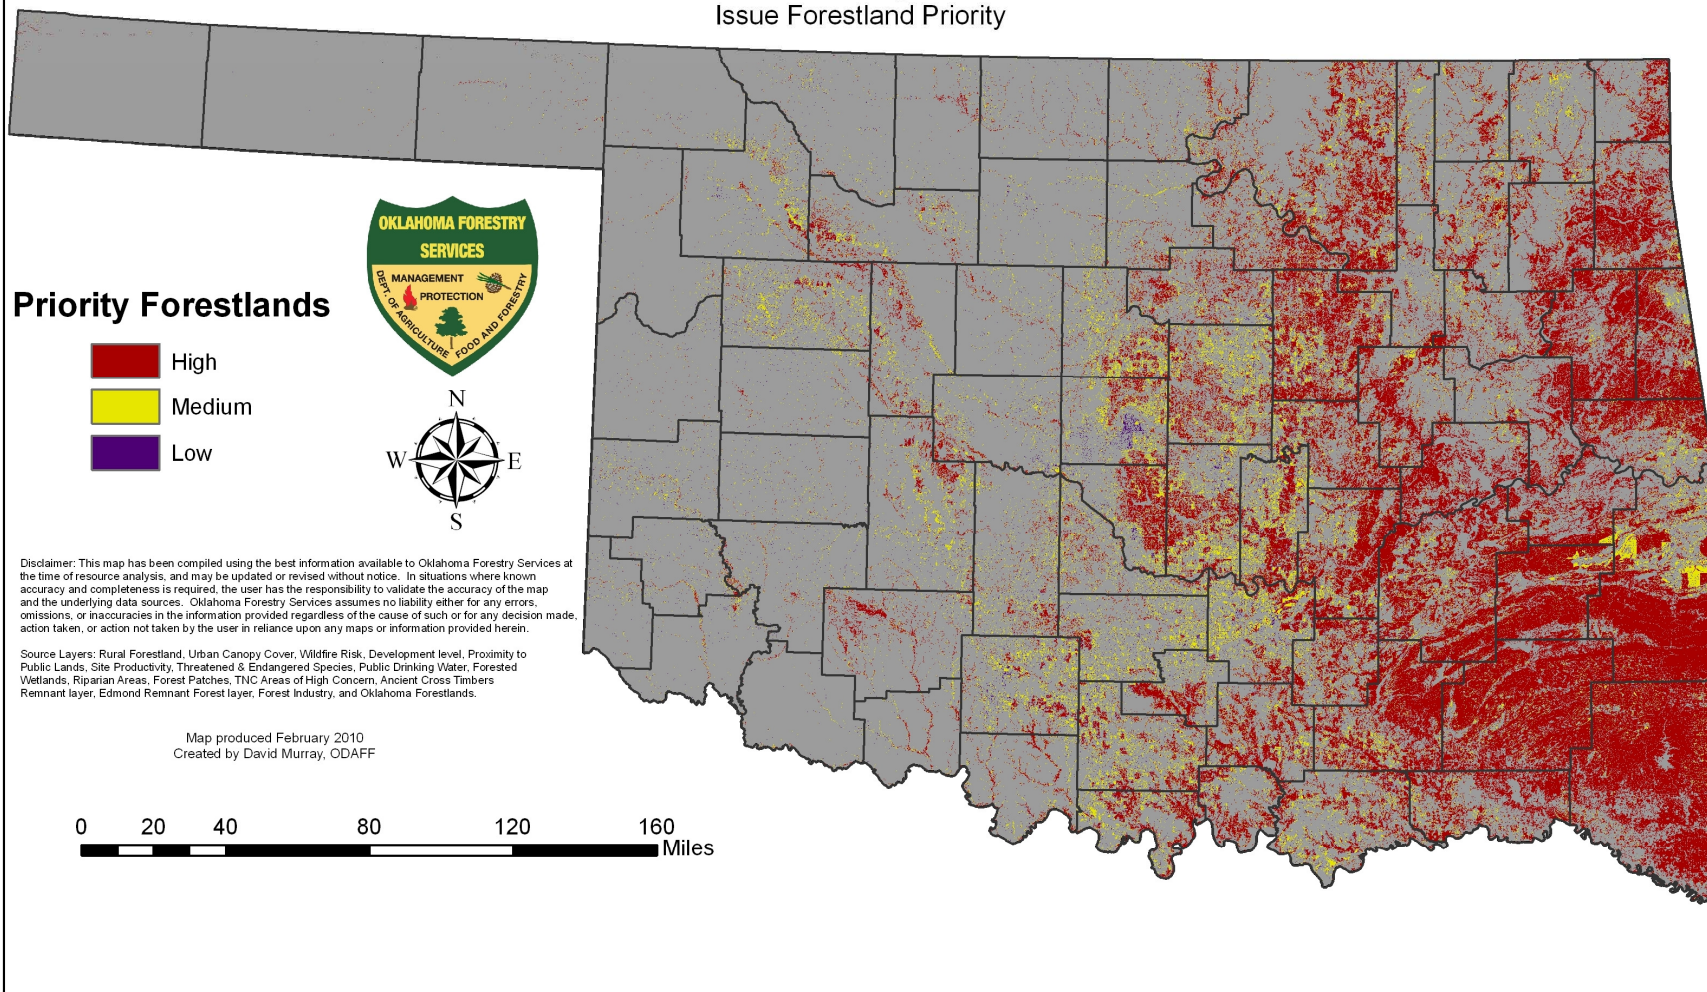 Issue Forestland Priority
OKLAHOMA FORESTRY
SERVICES
MANAGEMENT
PROTECTION
DEPT. OF AGRICULTURE FOOD AND FORESTRY
Priority Forestlands
High
Medium
Low
N
W E
S
Disclaimer: This map has been compiled using the best information available to Oklahoma Forestry Services at
the time of resource analysis, and may be updated or revised without notice. In situations where known
accuracy and completeness is required, the user has the responsibility to validate the accuracy of the map
and the underlying data sources. Oklahoma Forestry Services assumes no liability either for any errors,
omissions, or inaccuracies in the information provided regardless of the cause of such or for any decision made,
action taken, or action not taken by the user in reliance upon any maps or information provided herein.
Source Layers: Rural Forestland, Urban Canopy Cover, Wildfire Risk, Development level, Proximity to
Public Lands, Site Productivity, Threatened & Endangered Species, Public Drinking Water, Forested
Wetlands, Riparian Areas, Forest Patches, TNC Areas of High Concern, Ancient Cross Timbers
Remnant layer, Edmond Remnant Forest layer, Forest Industry, and Oklahoma Forestlands.
Map produced February 2010
Created by David Murray, ODAFF
0 20 40 80 120 160
Miles